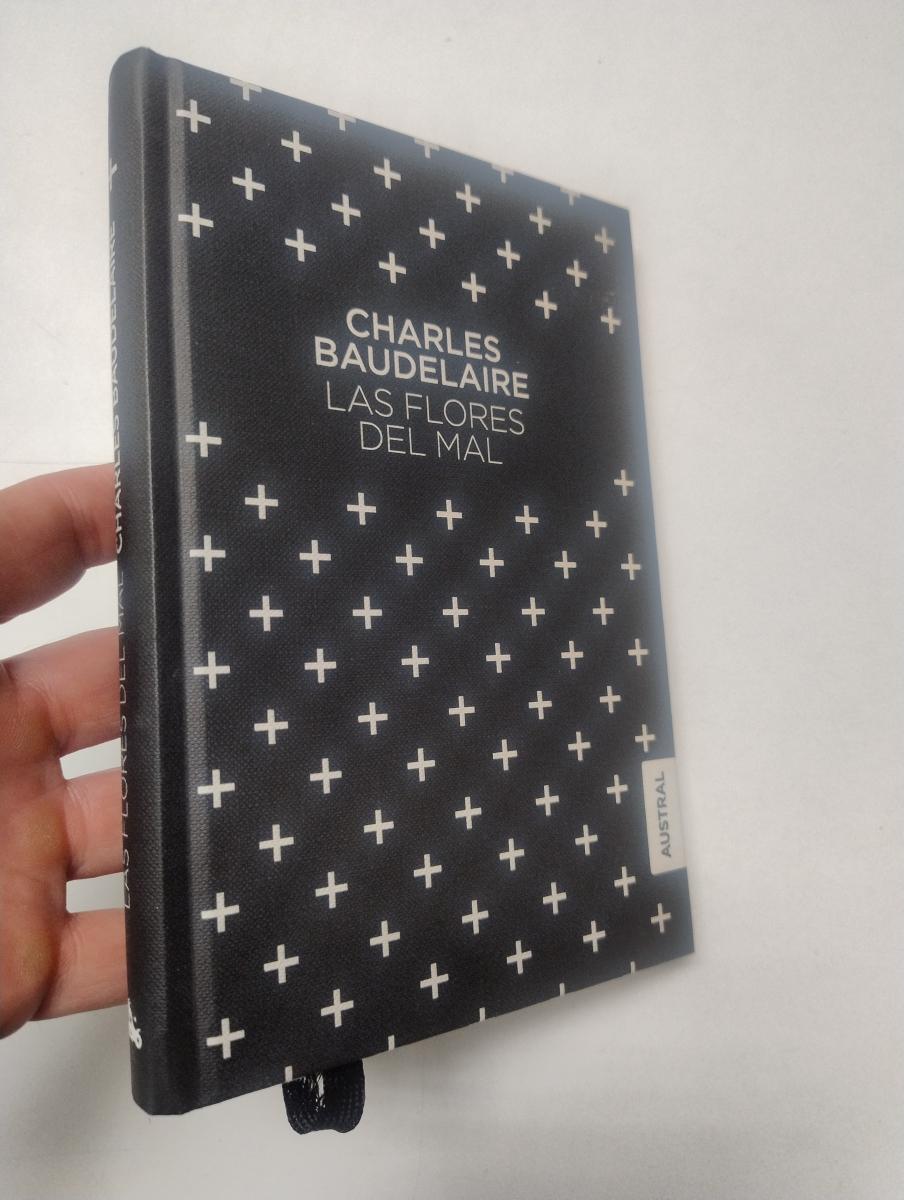 CHARLES
BAUDELAIRE
LAS FLORES
DEL MAL
AUSTRAL
LAS FLORES DEL MAL CHARLES BAUDELAIRE